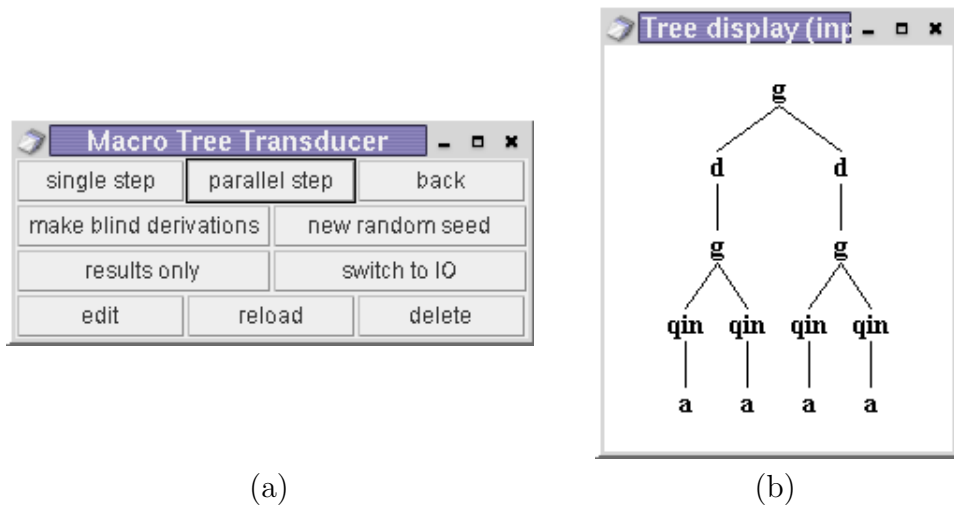 Macro Tree Transducer
single step parallel step back
make blind derivations new random seed
results only switch to IO
edit reload delete
(a)
Tree display (inp
g
d d
g g
qin qin qin qin
a a a a
(b)